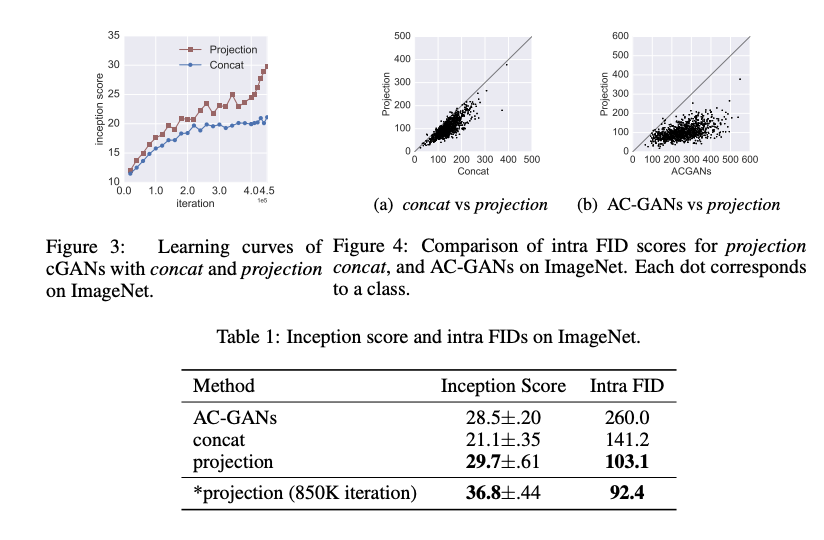 35
30
25
20
15
10
inception score
Projection
Concat
0.0 1.0 2.0 3.0 4.04.5
1e5
iteration
500
400
300
200
100
0
Projection
0 100 200 300 400 500
Concat
600
500
400
300
200
100
0
Projection
0 100 200 300 400 500 600
ACGANs
(a) concat vs projection
(b) AC-GANs vs projection
Figure 3: Learning curves of
cGANs with concat and projection
on ImageNet.
Figure 4: Comparison of intra FID scores for projection
concat, and AC-GANs on ImageNet. Each dot corresponds
to a class.
Table 1: Inception score and intra FIDs on ImageNet.
Method Inception Score Intra FID
AC-GANs 28.5±.20 260.0
concat 21.1±.35 141.2
projection 29.7±.61 103.1
*projection (850K iteration) 36.8±.44 92.4